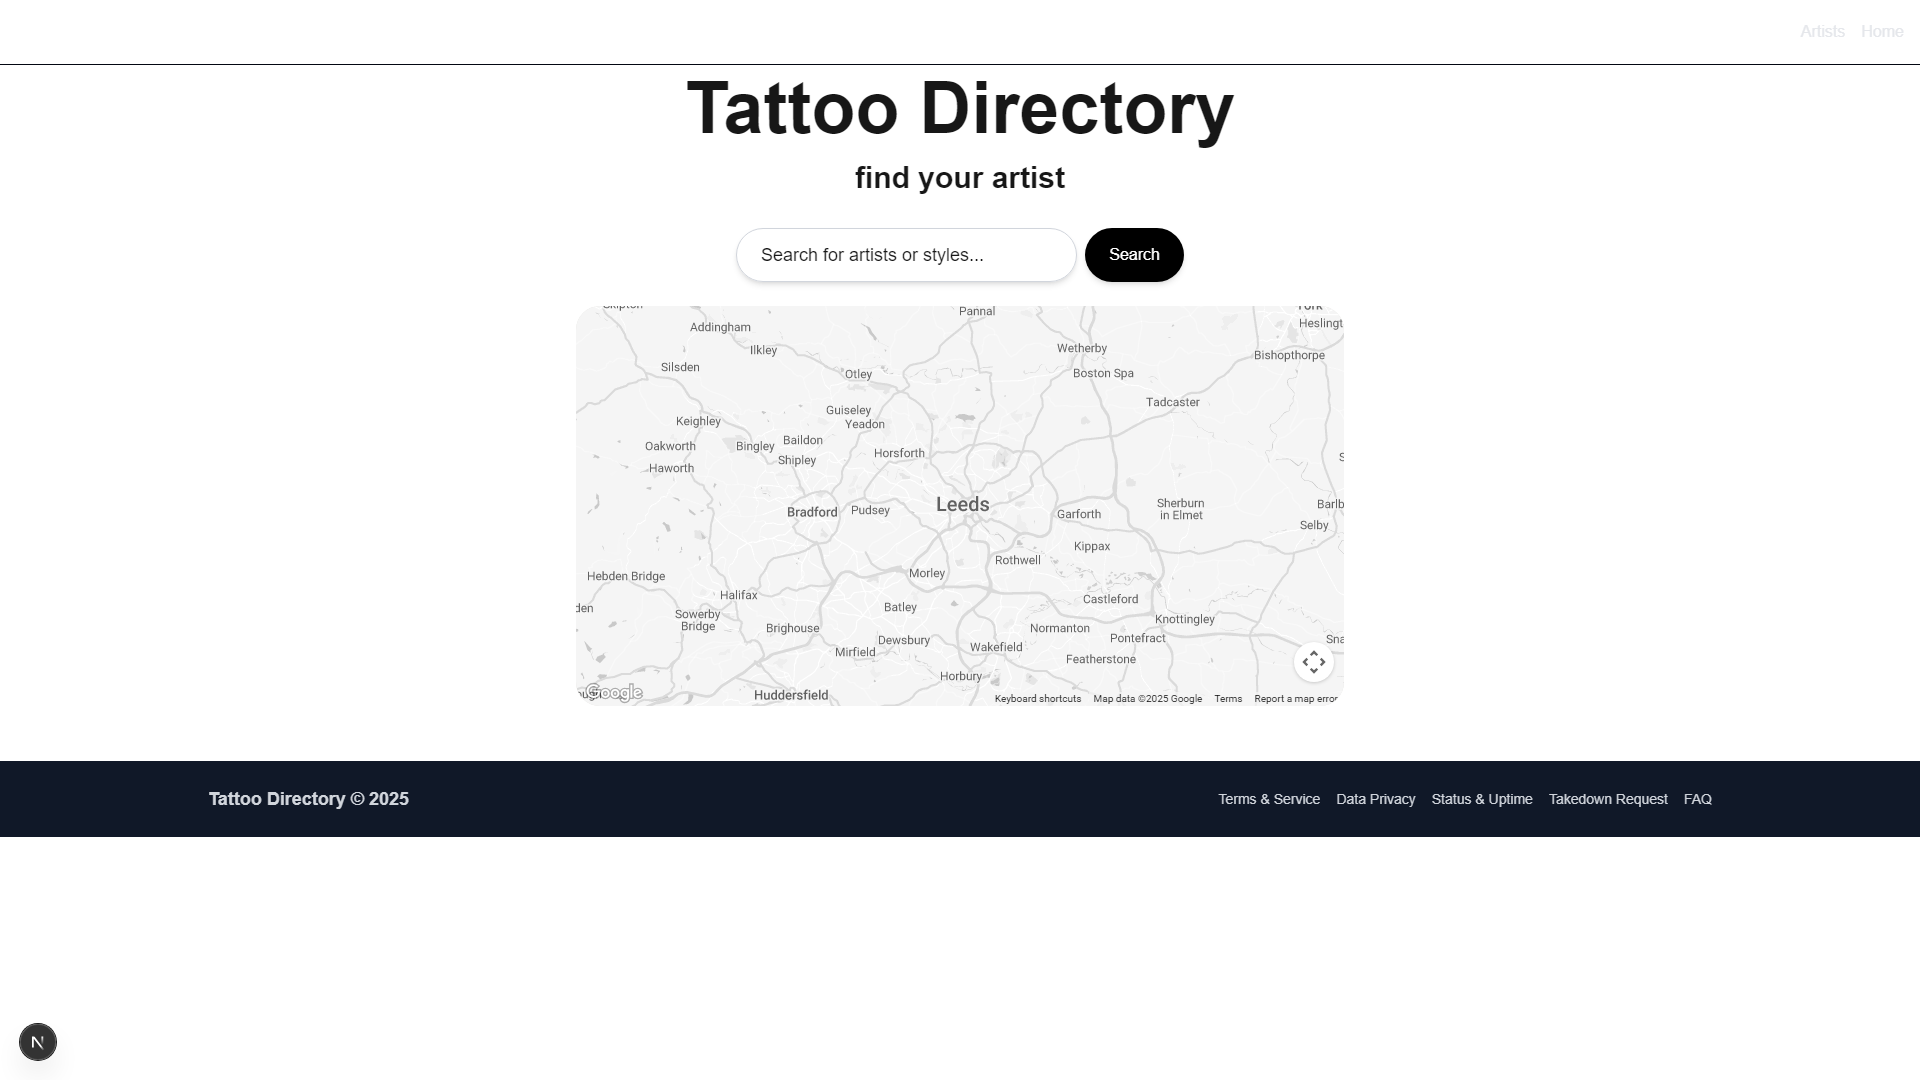 Artists Home
Tattoo Directory
find your artist
Search for artists or styles...
Search
Pannal
Addingham
Heslingt
Ilkley
Wetherby
Bishopthorpe
Silsden
Otley
Boston Spa
Tadcaster
Guiseley
Keighley
Yeadon
Baildon
Oakworth
Bingley
Horsforth
Shipley
Haworth
Leeds
Sherburn
in Elmet
Barlb
Bradford
Pudsey
Garforth
Selby
Kippax
Rothwell
Morley
Hebden Bridge
Halifax
Castleford
den
Batley
Sowerby
Bridge
Knottingley
Brighouse
Normanton
Dewsbury
Pontefract
Sna
Wakefield
Mirfield
Featherstone
Horbury
Google
Huddersfield
Keyboard shortcuts Map data ©2025 Google Terms Report a map error
Tattoo Directory © 2025
Terms & Service Data Privacy Status & Uptime Takedown Request FAQ
N